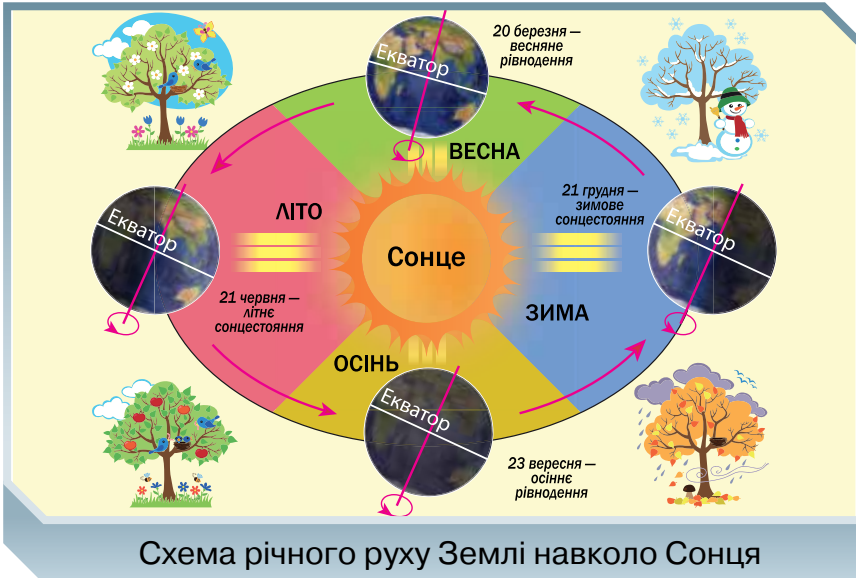 20 березня —
весняне
рівнодення
Екватор
ВЕСНА
21 грудня —
зимове
сонцестояння
ЛІТО
Екватор
Екватор
Сонце
21 червня —
літнє
сонцестояння
ЗИМА
ОСІНЬ
Екватор
23 вересня —
осіннє
рівнодення
Схема річного руху Землі навколо Сонця